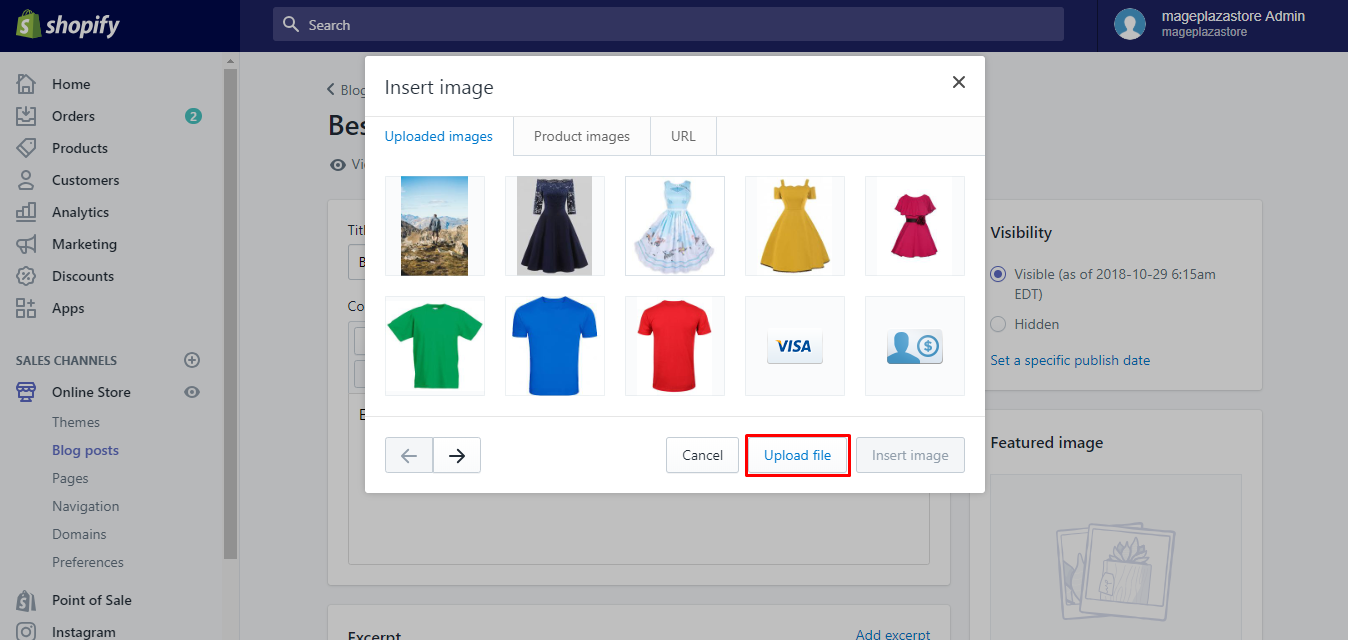 shopify
Search
mageplazastore Admin
mageplazastore
Home
Orders
2
Products
Customers
Analytics
Marketing
Discounts
Apps
SALES CHANNELS
Online Store
Themes
Blog posts
Pages
Navigation
Domains
Preferences
Point of Sale
Instagram
Blog
Bes
Vi
Titl
B
Co
E
Insert image
Uploaded images
Product images
URL
VISA
Cancel
Upload file
Insert image
Excerpt
Add excerpt
Visibility
Visible (as of 2018-10-29 6:15am
EDT)
Hidden
Set a specific publish date
Featured image